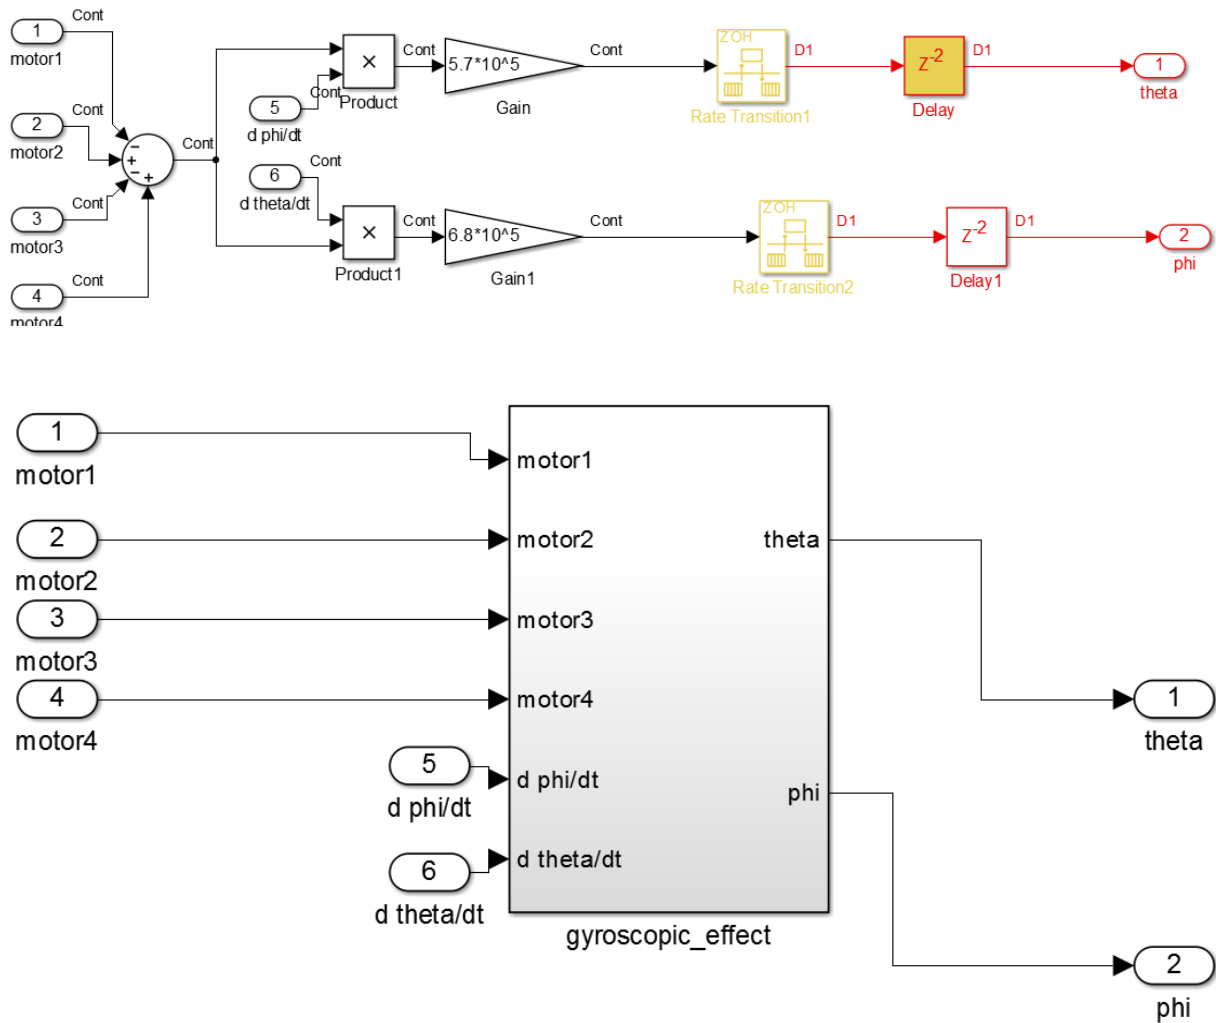 Cont
1
motor1
Cont
2
motor2
Cont
3
motor3
Cont
4
motor4
−
+
−
+
Cont
5
d phi/dt
Cont
6
d theta/dt
Cont
×
Product
Cont
5.7*10^5
Gain
Cont
ZOH
Rate Transition1
D1
Z-2
Delay
D1
1
theta
×
Product1
Cont
6.8*10^5
Gain1
Cont
ZOH
Rate Transition2
D1
Z-2
Delay1
D1
2
phi
1
motor1
2
motor2
3
motor3
4
motor4
5
d phi/dt
6
d theta/dt
motor1
motor2
motor3
motor4
d phi/dt
d theta/dt
theta
phi
gyroscopic_effect
1
theta
2
phi